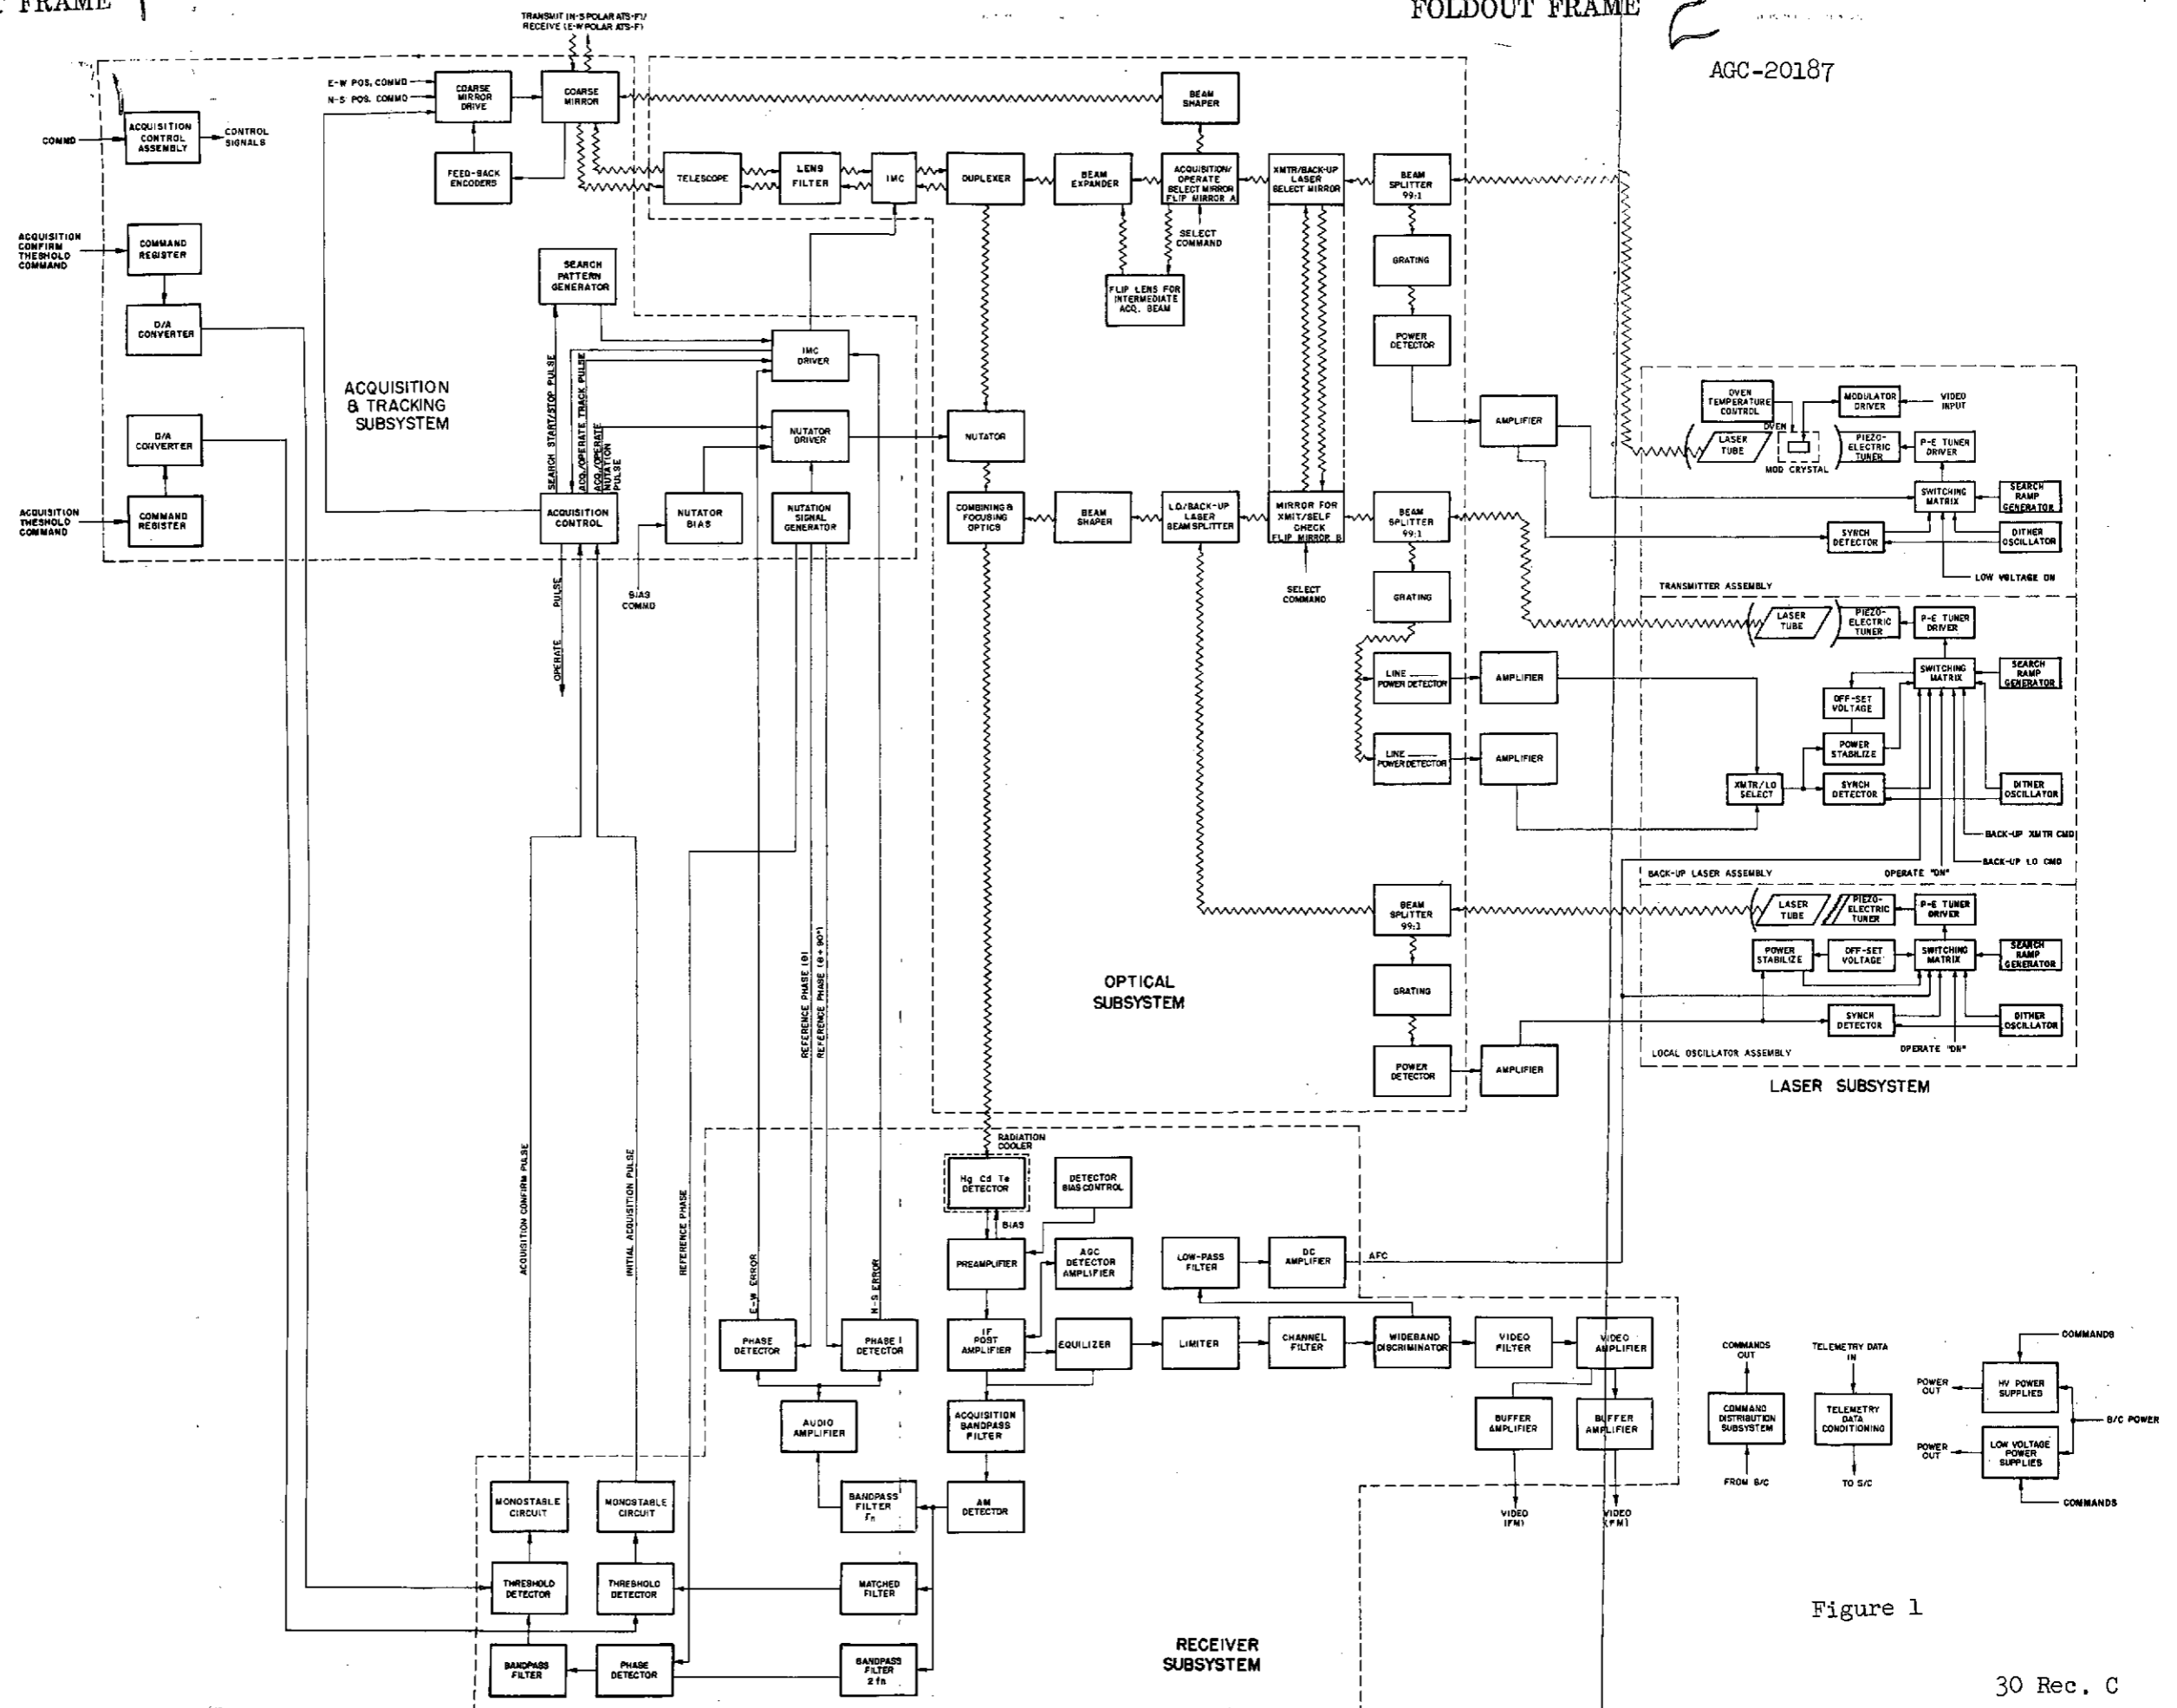 FRAME
FOLDOUT FRAME 2
AGC-20187
TRANSMIT (N-S POLAR ATS-F)/
RECEIVE (E-W POLAR ATS-F)
E-W POS. COMMD
N-S POS. COMMD
COARSE
MIRROR
DRIVE
COARSE
MIRROR
BEAM
SHAPER
COMMD
ACQUISITION
CONTROL
ASSEMBLY
CONTROL
SIGNALS
FEED-BACK
ENCODERS
TELESCOPE
LENS
FILTER
IMC
DUPLEXER
BEAM
EXPANDER
ACQUISITION/
OPERATE
SELECT MIRROR
FLIP MIRROR A
XMTR/BACK-UP
LASER
SELECT MIRROR
BEAM
SPLITTER
99:1
SELECT
COMMAND
ACQUISITION
CONFIRM
THESHOLD
COMMAND
COMMAND
REGISTER
SEARCH
PATTERN
GENERATOR
FLIP LENS FOR
INTERMEDIATE
ACQ. BEAM
GRATING
D/A
CONVERTER
IMC
DRIVER
POWER
DETECTOR
ACQUISITION
& TRACKING
SUBSYSTEM
SEARCH START/STOP PULSE
ACQ./OPERATE TRACK PULSE
ACQ./OPERATE
NUTATION
PULSE
D/A
CONVERTER
NUTATOR
DRIVER
NUTATOR
AMPLIFIER
OVEN
TEMPERATURE
CONTROL
MODULATOR
DRIVER
VIDEO
INPUT
LASER
TUBE
OVEN
MOD CRYSTAL
PIEZO-
ELECTRIC
TUNER
P-E TUNER
DRIVER
ACQUISITION
THESHOLD
COMMAND
COMMAND
REGISTER
ACQUISITION
CONTROL
NUTATOR
BIAS
NUTATION
SIGNAL
GENERATOR
COMBINING &
FOCUSING
OPTICS
BEAM
SHAPER
LO/BACK-UP
LASER
BEAM SPLITTER
MIRROR FOR
XMIT/SELF
CHECK
FLIP MIRROR B
BEAM
SPLITTER
99:1
SWITCHING
MATRIX
SEARCH
RAMP
GENERATOR
SYNCH
DETECTOR
DITHER
OSCILLATOR
LOW VOLTAGE ON
TRANSMITTER ASSEMBLY
OPERATE PULSE
BIAS
COMMD
SELECT
COMMAND
GRATING
LASER
TUBE
PIEZO-
ELECTRIC
TUNER
P-E TUNER
DRIVER
LINE
POWER DETECTOR
AMPLIFIER
SWITCHING
MATRIX
SEARCH
RAMP
GENERATOR
OFF-SET
VOLTAGE
LINE
POWER DETECTOR
AMPLIFIER
POWER
STABILIZE
XMTR/LO
SELECT
SYNCH
DETECTOR
DITHER
OSCILLATOR
BACK-UP XMTR CMD
BACK-UP LO CMD
BACK-UP LASER ASSEMBLY
OPERATE "ON"
BEAM
SPLITTER
99:1
LASER
TUBE
PIEZO-
ELECTRIC
TUNER
P-E TUNER
DRIVER
POWER
STABILIZE
OFF-SET
VOLTAGE
SWITCHING
MATRIX
SEARCH
RAMP
GENERATOR
REFERENCE PHASE (θ)
REFERENCE PHASE (θ + 90°)
OPTICAL
SUBSYSTEM
GRATING
SYNCH
DETECTOR
DITHER
OSCILLATOR
LOCAL OSCILLATOR ASSEMBLY
OPERATE "ON"
POWER
DETECTOR
AMPLIFIER
LASER SUBSYSTEM
RADIATION
COOLER
Hg Cd Te
DETECTOR
DETECTOR
BIAS CONTROL
BIAS
ACQUISITION CONFIRM PULSE
INITIAL ACQUISITION PULSE
REFERENCE PHASE
E-W ERROR
N-S ERROR
PREAMPLIFIER
AGC
DETECTOR
AMPLIFIER
LOW-PASS
FILTER
DC
AMPLIFIER
AFC
PHASE
DETECTOR
PHASE
DETECTOR
IF
POST
AMPLIFIER
EQUILIZER
LIMITER
CHANNEL
FILTER
WIDEBAND
DISCRIMINATOR
VIDEO
FILTER
VIDEO
AMPLIFIER
COMMANDS
OUT
TELEMETRY DATA
IN
COMMANDS
POWER
OUT
HV POWER
SUPPLIES
AUDIO
AMPLIFIER
ACQUISITION
BANDPASS
FILTER
BUFFER
AMPLIFIER
BUFFER
AMPLIFIER
COMMAND
DISTRIBUTION
SUBSYSTEM
TELEMETRY
DATA
CONDITIONING
S/C POWER
POWER
OUT
LOW VOLTAGE
POWER
SUPPLIES
FROM S/C
TO S/C
COMMANDS
MONOSTABLE
CIRCUIT
MONOSTABLE
CIRCUIT
BANDPASS
FILTER
fn
AM
DETECTOR
VIDEO
(FM)
VIDEO
(FM)
THRESHOLD
DETECTOR
THRESHOLD
DETECTOR
MATCHED
FILTER
Figure 1
BANDPASS
FILTER
PHASE
DETECTOR
BANDPASS
FILTER
2 fn
RECEIVER
SUBSYSTEM
30 Rec. C